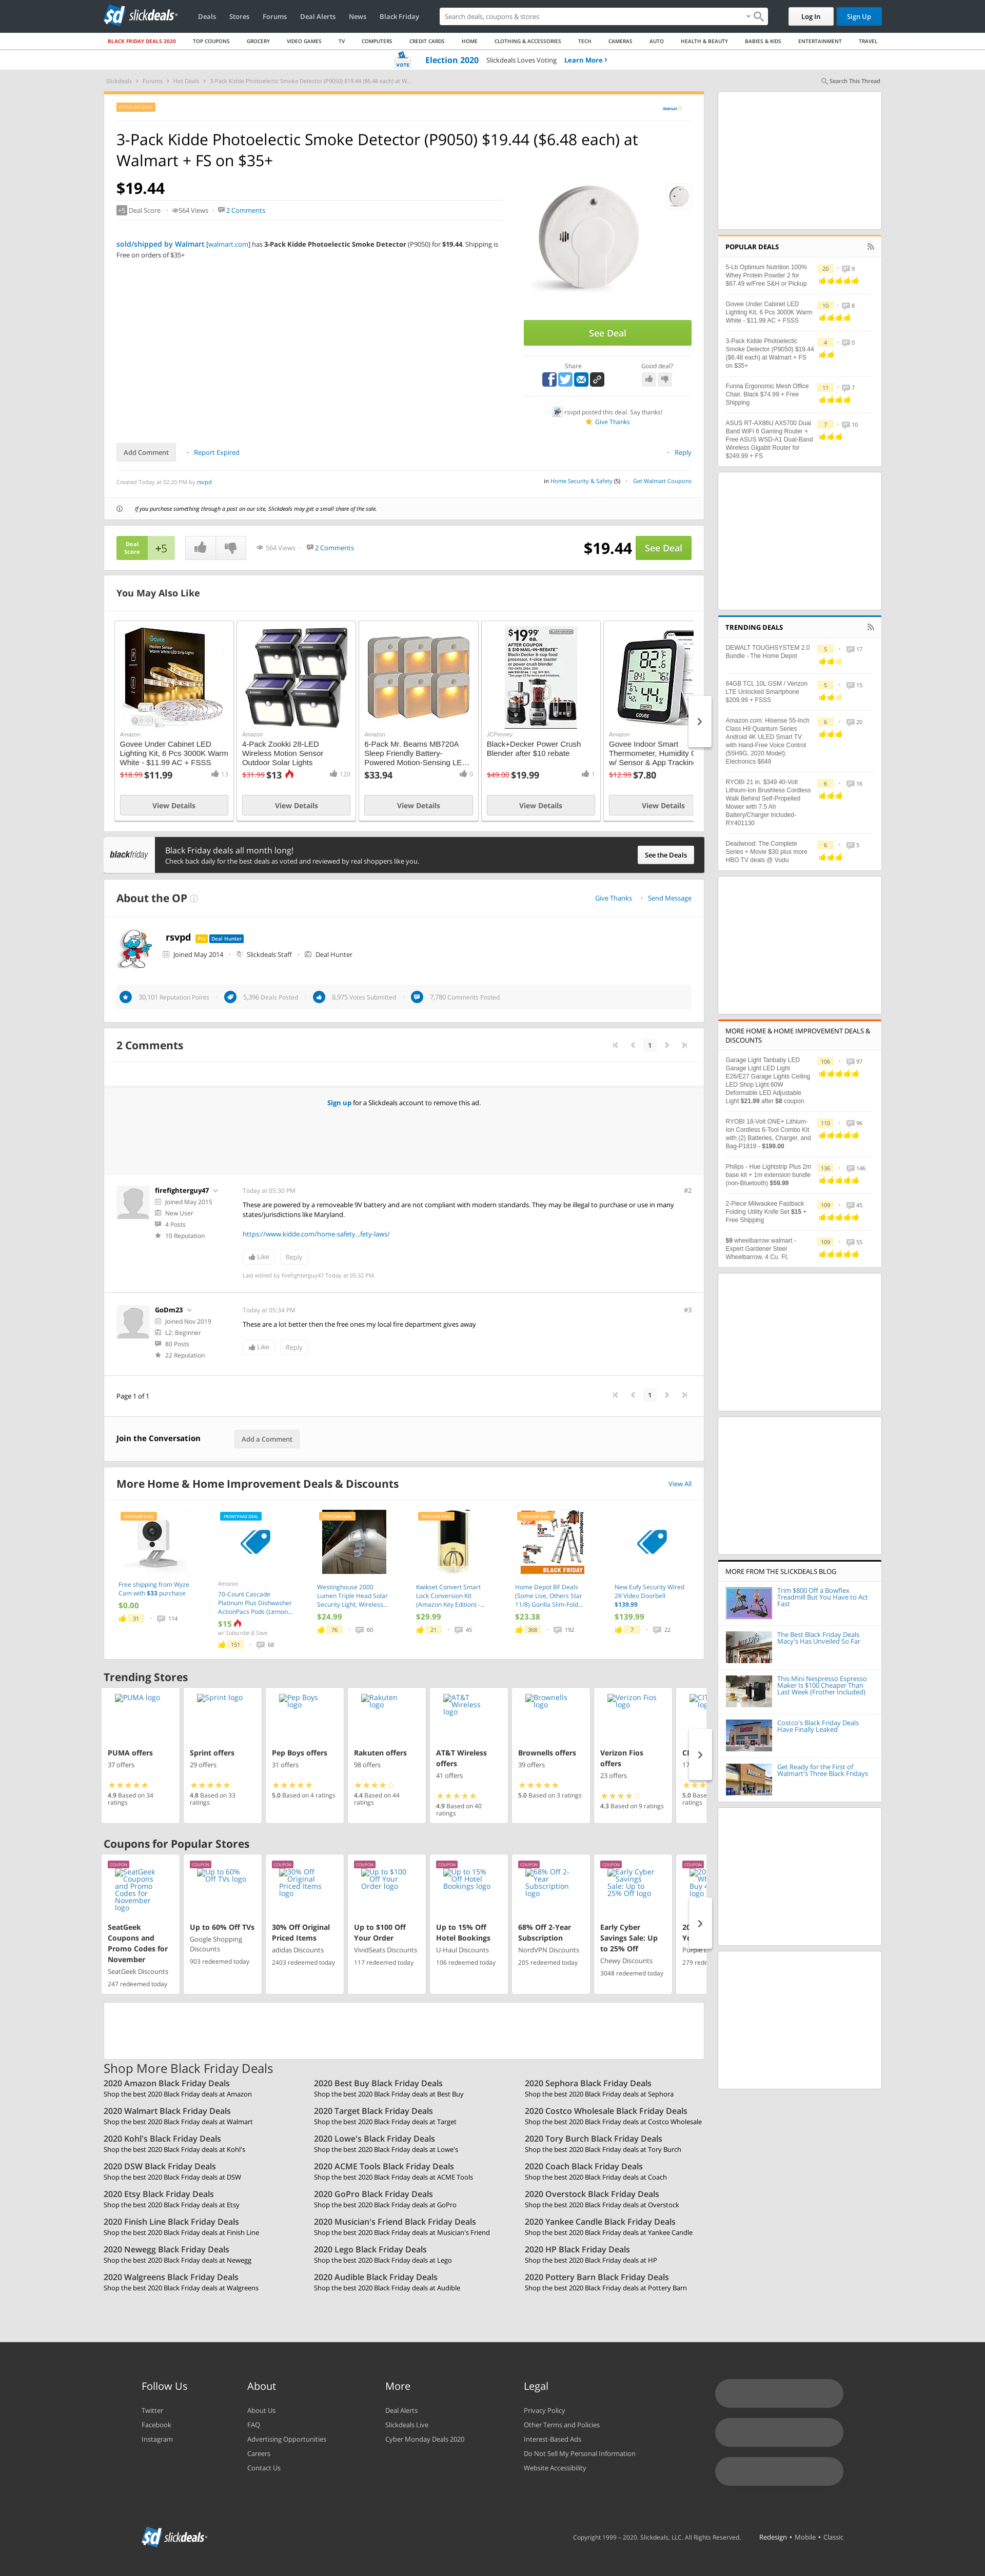 slickdeals
Deals Stores Forums Deal Alerts News Black Friday
Search deals, coupons & stores
Log In
Sign Up
BLACK FRIDAY DEALS 2020 TOP COUPONS GROCERY VIDEO GAMES TV COMPUTERS CREDIT CARDS HOME CLOTHING & ACCESSORIES TECH CAMERAS AUTO HEALTH & BEAUTY BABIES & KIDS ENTERTAINMENT TRAVEL
VOTE Election 2020 Slickdeals Loves Voting Learn More ›
Slickdeals > Forums > Hot Deals > 3-Pack Kidde Photoelectic Smoke Detector (P9050) $19.44 ($6.48 each) at W...
Search This Thread
POPULAR DEAL
Walmart
3-Pack Kidde Photoelectic Smoke Detector (P9050) $19.44 ($6.48 each) at
Walmart + FS on $35+
$19.44
+5 Deal Score • 564 Views • 2 Comments
sold/shipped by Walmart [walmart.com] has 3-Pack Kidde Photoelectic Smoke Detector (P9050) for $19.44. Shipping is
Free on orders of $35+
See Deal
Share
Good deal?
rsvpd posted this deal. Say thanks!
Give Thanks
Add Comment • Report Expired • Reply
Created Today at 02:20 PM by rsvpd
in Home Security & Safety (5) • Get Walmart Coupons
If you purchase something through a post on our site, Slickdeals may get a small share of the sale.
Deal
Score
+5
564 Views • 2 Comments
$19.44
See Deal
You May Also Like
Amazon
Govee Under Cabinet LED
Lighting Kit, 6 Pcs 3000K Warm
White - $11.99 AC + FSSS
$18.99 $11.99 13
View Details
Amazon
4-Pack Zookki 28-LED
Wireless Motion Sensor
Outdoor Solar Lights
$31.99 $13 120
View Details
Amazon
6-Pack Mr. Beams MB720A
Sleep Friendly Battery-
Powered Motion-Sensing LE...
$33.94 0
View Details
JCPenney
Black+Decker Power Crush
Blender after $10 rebate
$49.00 $19.99 1
View Details
Amazon
Govee Indoor Smart
Thermometer, Humidity
w/ Sensor & App Trackin
$12.99 $7.80
View Details
blackfriday
Black Friday deals all month long!
Check back daily for the best deals as voted and reviewed by real shoppers like you.
See the Deals
About the OP
Give Thanks • Send Message
rsvpd Pro Deal Hunter
Joined May 2014 • Slickdeals Staff • Deal Hunter
30,101 Reputation Points • 5,396 Deals Posted • 8,975 Votes Submitted • 7,780 Comments Posted
2 Comments
1
Sign up for a Slickdeals account to remove this ad.
firefighterguy47
Joined May 2015
New User
4 Posts
10 Reputation
Today at 05:30 PM
#2
These are powered by a removeable 9V battery and are not compliant with modern standards. They may be illegal to purchase or use in many
states/jurisdictions like Maryland.
https://www.kidde.com/home-safety...fety-laws/
Like
Reply
Last edited by firefighterguy47 Today at 05:32 PM
GoDm23
Joined Nov 2019
L2: Beginner
80 Posts
22 Reputation
Today at 05:34 PM
#3
These are a lot better then the free ones my local fire department gives away
Like
Reply
Page 1 of 1
1
Join the Conversation
Add a Comment
More Home & Home Improvement Deals & Discounts
View All
POPULAR DEAL
Free shipping from Wyze
Cam with $33 purchase
$0.00
31 • 114
FRONTPAGE DEAL
Amazon
70-Count Cascade
Platinum Plus Dishwasher
ActionPacs Pods (Lemon...
$15
w/ Subscribe & Save
151 • 68
POPULAR DEAL
Westinghouse 2000
Lumen Triple Head Solar
Security Light, Wireless...
$24.99
76 • 60
POPULAR DEAL
Kwikset Convert Smart
Lock Conversion Kit
(Amazon Key Edition) -...
$29.99
21 • 45
POPULAR DEAL
Home Depot BF Deals
(Some Live, Others Star
11/8) Gorilla Slim-Fold...
$23.38
368 • 192
New Eufy Security Wired
2K Video Doorbell
$139.99
$139.99
7 • 22
Trending Stores
PUMA logo
PUMA offers
37 offers
4.9 Based on 34
ratings
Sprint logo
Sprint offers
29 offers
4.8 Based on 33
ratings
Pep Boys
logo
Pep Boys offers
31 offers
5.0 Based on 4 ratings
Rakuten
logo
Rakuten offers
98 offers
4.4 Based on 44
ratings
AT&T
Wireless
logo
AT&T Wireless
offers
41 offers
4.9 Based on 40
ratings
Brownells
logo
Brownells offers
39 offers
5.0 Based on 3 ratings
Verizon Fios
logo
Verizon Fios
offers
23 offers
4.3 Based on 9 ratings
Coupons for Popular Stores
COUPON
SeatGeek
Coupons
and Promo
Codes for
November
logo
SeatGeek
Coupons and
Promo Codes for
November
SeatGeek Discounts
247 redeemed today
COUPON
Up to 60%
Off TVs logo
Up to 60% Off TVs
Google Shopping
Discounts
903 redeemed today
COUPON
30% Off
Original
Priced Items
logo
30% Off Original
Priced Items
adidas Discounts
2403 redeemed today
COUPON
Up to $100
Off Your
Order logo
Up to $100 Off
Your Order
VividSeats Discounts
117 redeemed today
COUPON
Up to 15%
Off Hotel
Bookings logo
Up to 15% Off
Hotel Bookings
U-Haul Discounts
106 redeemed today
COUPON
68% Off 2-
Year
Subscription
logo
68% Off 2-Year
Subscription
NordVPN Discounts
205 redeemed today
COUPON
Early Cyber
Savings
Sale: Up to
25% Off logo
Early Cyber
Savings Sale: Up
to 25% Off
Chewy Discounts
3048 redeemed today
COUPON
Shop More Black Friday Deals
2020 Amazon Black Friday Deals
Shop the best 2020 Black Friday deals at Amazon
2020 Best Buy Black Friday Deals
Shop the best 2020 Black Friday deals at Best Buy
2020 Sephora Black Friday Deals
Shop the best 2020 Black Friday deals at Sephora
2020 Walmart Black Friday Deals
Shop the best 2020 Black Friday deals at Walmart
2020 Target Black Friday Deals
Shop the best 2020 Black Friday deals at Target
2020 Costco Wholesale Black Friday Deals
Shop the best 2020 Black Friday deals at Costco Wholesale
2020 Kohl's Black Friday Deals
Shop the best 2020 Black Friday deals at Kohl's
2020 Lowe's Black Friday Deals
Shop the best 2020 Black Friday deals at Lowe's
2020 Tory Burch Black Friday Deals
Shop the best 2020 Black Friday deals at Tory Burch
2020 DSW Black Friday Deals
Shop the best 2020 Black Friday deals at DSW
2020 ACME Tools Black Friday Deals
Shop the best 2020 Black Friday deals at ACME Tools
2020 Coach Black Friday Deals
Shop the best 2020 Black Friday deals at Coach
2020 Etsy Black Friday Deals
Shop the best 2020 Black Friday deals at Etsy
2020 GoPro Black Friday Deals
Shop the best 2020 Black Friday deals at GoPro
2020 Overstock Black Friday Deals
Shop the best 2020 Black Friday deals at Overstock
2020 Finish Line Black Friday Deals
Shop the best 2020 Black Friday deals at Finish Line
2020 Musician's Friend Black Friday Deals
Shop the best 2020 Black Friday deals at Musician's Friend
2020 Yankee Candle Black Friday Deals
Shop the best 2020 Black Friday deals at Yankee Candle
2020 Newegg Black Friday Deals
Shop the best 2020 Black Friday deals at Newegg
2020 Lego Black Friday Deals
Shop the best 2020 Black Friday deals at Lego
2020 HP Black Friday Deals
Shop the best 2020 Black Friday deals at HP
2020 Walgreens Black Friday Deals
Shop the best 2020 Black Friday deals at Walgreens
2020 Audible Black Friday Deals
Shop the best 2020 Black Friday deals at Audible
2020 Pottery Barn Black Friday Deals
Shop the best 2020 Black Friday deals at Pottery Barn
POPULAR DEALS
5-Lb Optimum Nutrition 100%
Whey Protein Powder 2 for
$67.49 w/Free S&H or Pickup
20 • 9
Govee Under Cabinet LED
Lighting Kit, 6 Pcs 3000K Warm
White - $11.99 AC + FSSS
10 • 8
3-Pack Kidde Photoelectic
Smoke Detector (P9050) $19.44
($6.48 each) at Walmart + FS
on $35+
4 • 0
Funria Ergonomic Mesh Office
Chair, Black $74.99 + Free
Shipping
11 • 7
ASUS RT-AX86U AX5700 Dual
Band WiFi 6 Gaming Router +
Free ASUS WSD-A1 Dual-Band
Wireless Gigabit Router for
$249.99 + FS
7 • 10
TRENDING DEALS
DEWALT TOUGHSYSTEM 2.0
Bundle - The Home Depot
5 • 17
64GB TCL 10L GSM / Verizon
LTE Unlocked Smartphone
$209.99 + FSSS
5 • 15
Amazon.com: Hisense 55-Inch
Class H9 Quantum Series
Android 4K ULED Smart TV
with Hand-Free Voice Control
(55H9G, 2020 Model):
Electronics $649
6 • 20
RYOBI 21 in. $349 40-Volt
Lithium-Ion Brushless Cordless
Walk Behind Self-Propelled
Mower with 7.5 Ah
Battery/Charger Included-
RY401130
6 • 16
Deadwood: The Complete
Series + Movie $30 plus more
HBO TV deals @ Vudu
6 • 5
MORE HOME & HOME IMPROVEMENT DEALS &
DISCOUNTS
Garage Light Tanbaby LED
Garage Light LED Light
E26/E27 Garage Lights Ceiling
LED Shop Light 60W
Deformable LED Adjustable
Light $21.99 after $8 coupon
106 • 97
RYOBI 18-Volt ONE+ Lithium-
Ion Cordless 6-Tool Combo Kit
with (2) Batteries, Charger, and
Bag-P1819 - $199.00
110 • 96
Philips - Hue Lightstrip Plus 2m
base kit + 1m extension bundle
(non-Bluetooth) $59.99
136 • 146
2-Piece Milwaukee Fastback
Folding Utility Knife Set $15 +
Free Shipping
109 • 45
$9 wheelbarrow walmart -
Expert Gardener Steel
Wheelbarrow, 4 Cu. Ft.
109 • 55
MORE FROM THE SLICKDEALS BLOG
Trim $800 Off a Bowflex
Treadmill But You Have to Act
Fast
The Best Black Friday Deals
Macy's Has Unveiled So Far
This Mini Nespresso Espresso
Maker Is $100 Cheaper Than
Last Week (Frother Included)
Costco's Black Friday Deals
Have Finally Leaked
Get Ready for the First of
Walmart's Three Black Fridays
Follow Us
Twitter
Facebook
Instagram
About
About Us
FAQ
Advertising Opportunities
Careers
Contact Us
More
Deal Alerts
Slickdeals Live
Cyber Monday Deals 2020
Legal
Privacy Policy
Other Terms and Policies
Interest-Based Ads
Do Not Sell My Personal Information
Website Accessibility
slickdeals
Copyright 1999 – 2020. Slickdeals, LLC. All Rights Reserved.
Redesign • Mobile • Classic